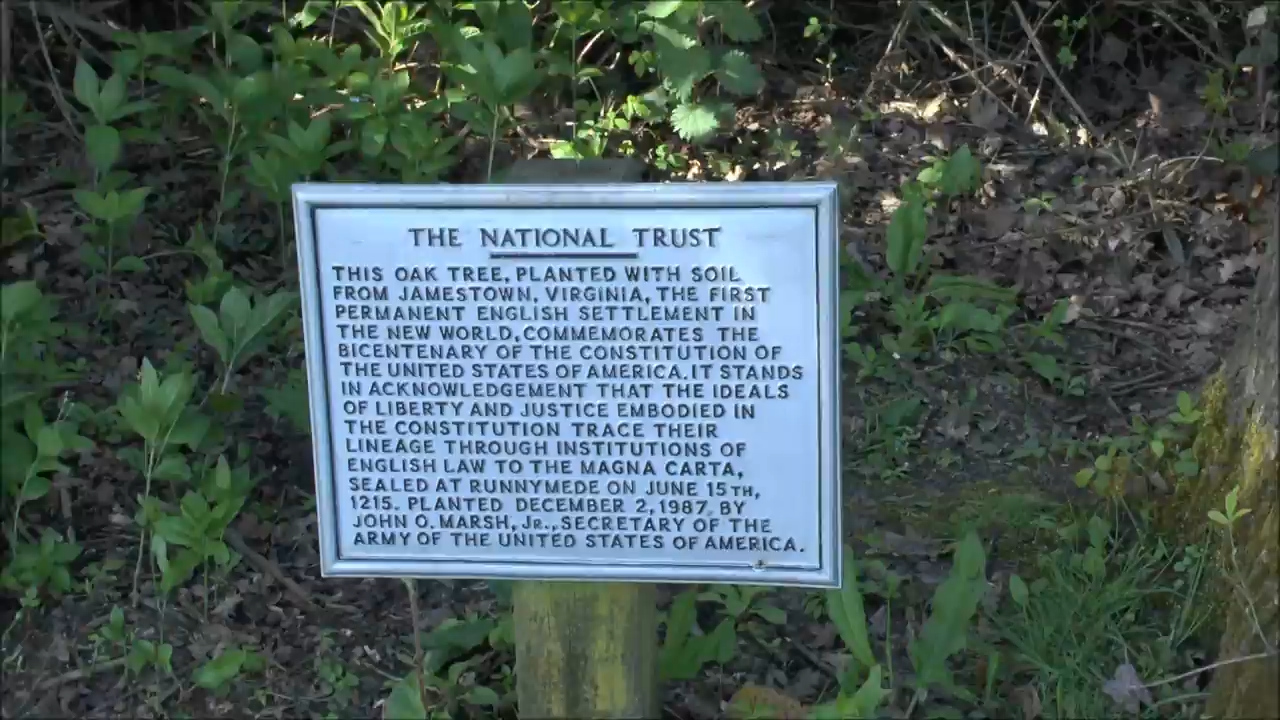 THE NATIONAL TRUST
THIS OAK TREE, PLANTED WITH SOIL
FROM JAMESTOWN, VIRGINIA, THE FIRST
PERMANENT ENGLISH SETTLEMENT IN
THE NEW WORLD, COMMEMORATES THE
BICENTENARY OF THE CONSTITUTION OF
THE UNITED STATES OF AMERICA. IT STANDS
IN ACKNOWLEDGEMENT THAT THE IDEALS
OF LIBERTY AND JUSTICE EMBODIED IN
THE CONSTITUTION TRACE THEIR
LINEAGE THROUGH INSTITUTIONS OF
ENGLISH LAW TO THE MAGNA CARTA,
SEALED AT RUNNYMEDE ON JUNE 15TH,
1215. PLANTED DECEMBER 2, 1987, BY
JOHN O. MARSH, JR., SECRETARY OF THE
ARMY OF THE UNITED STATES OF AMERICA.